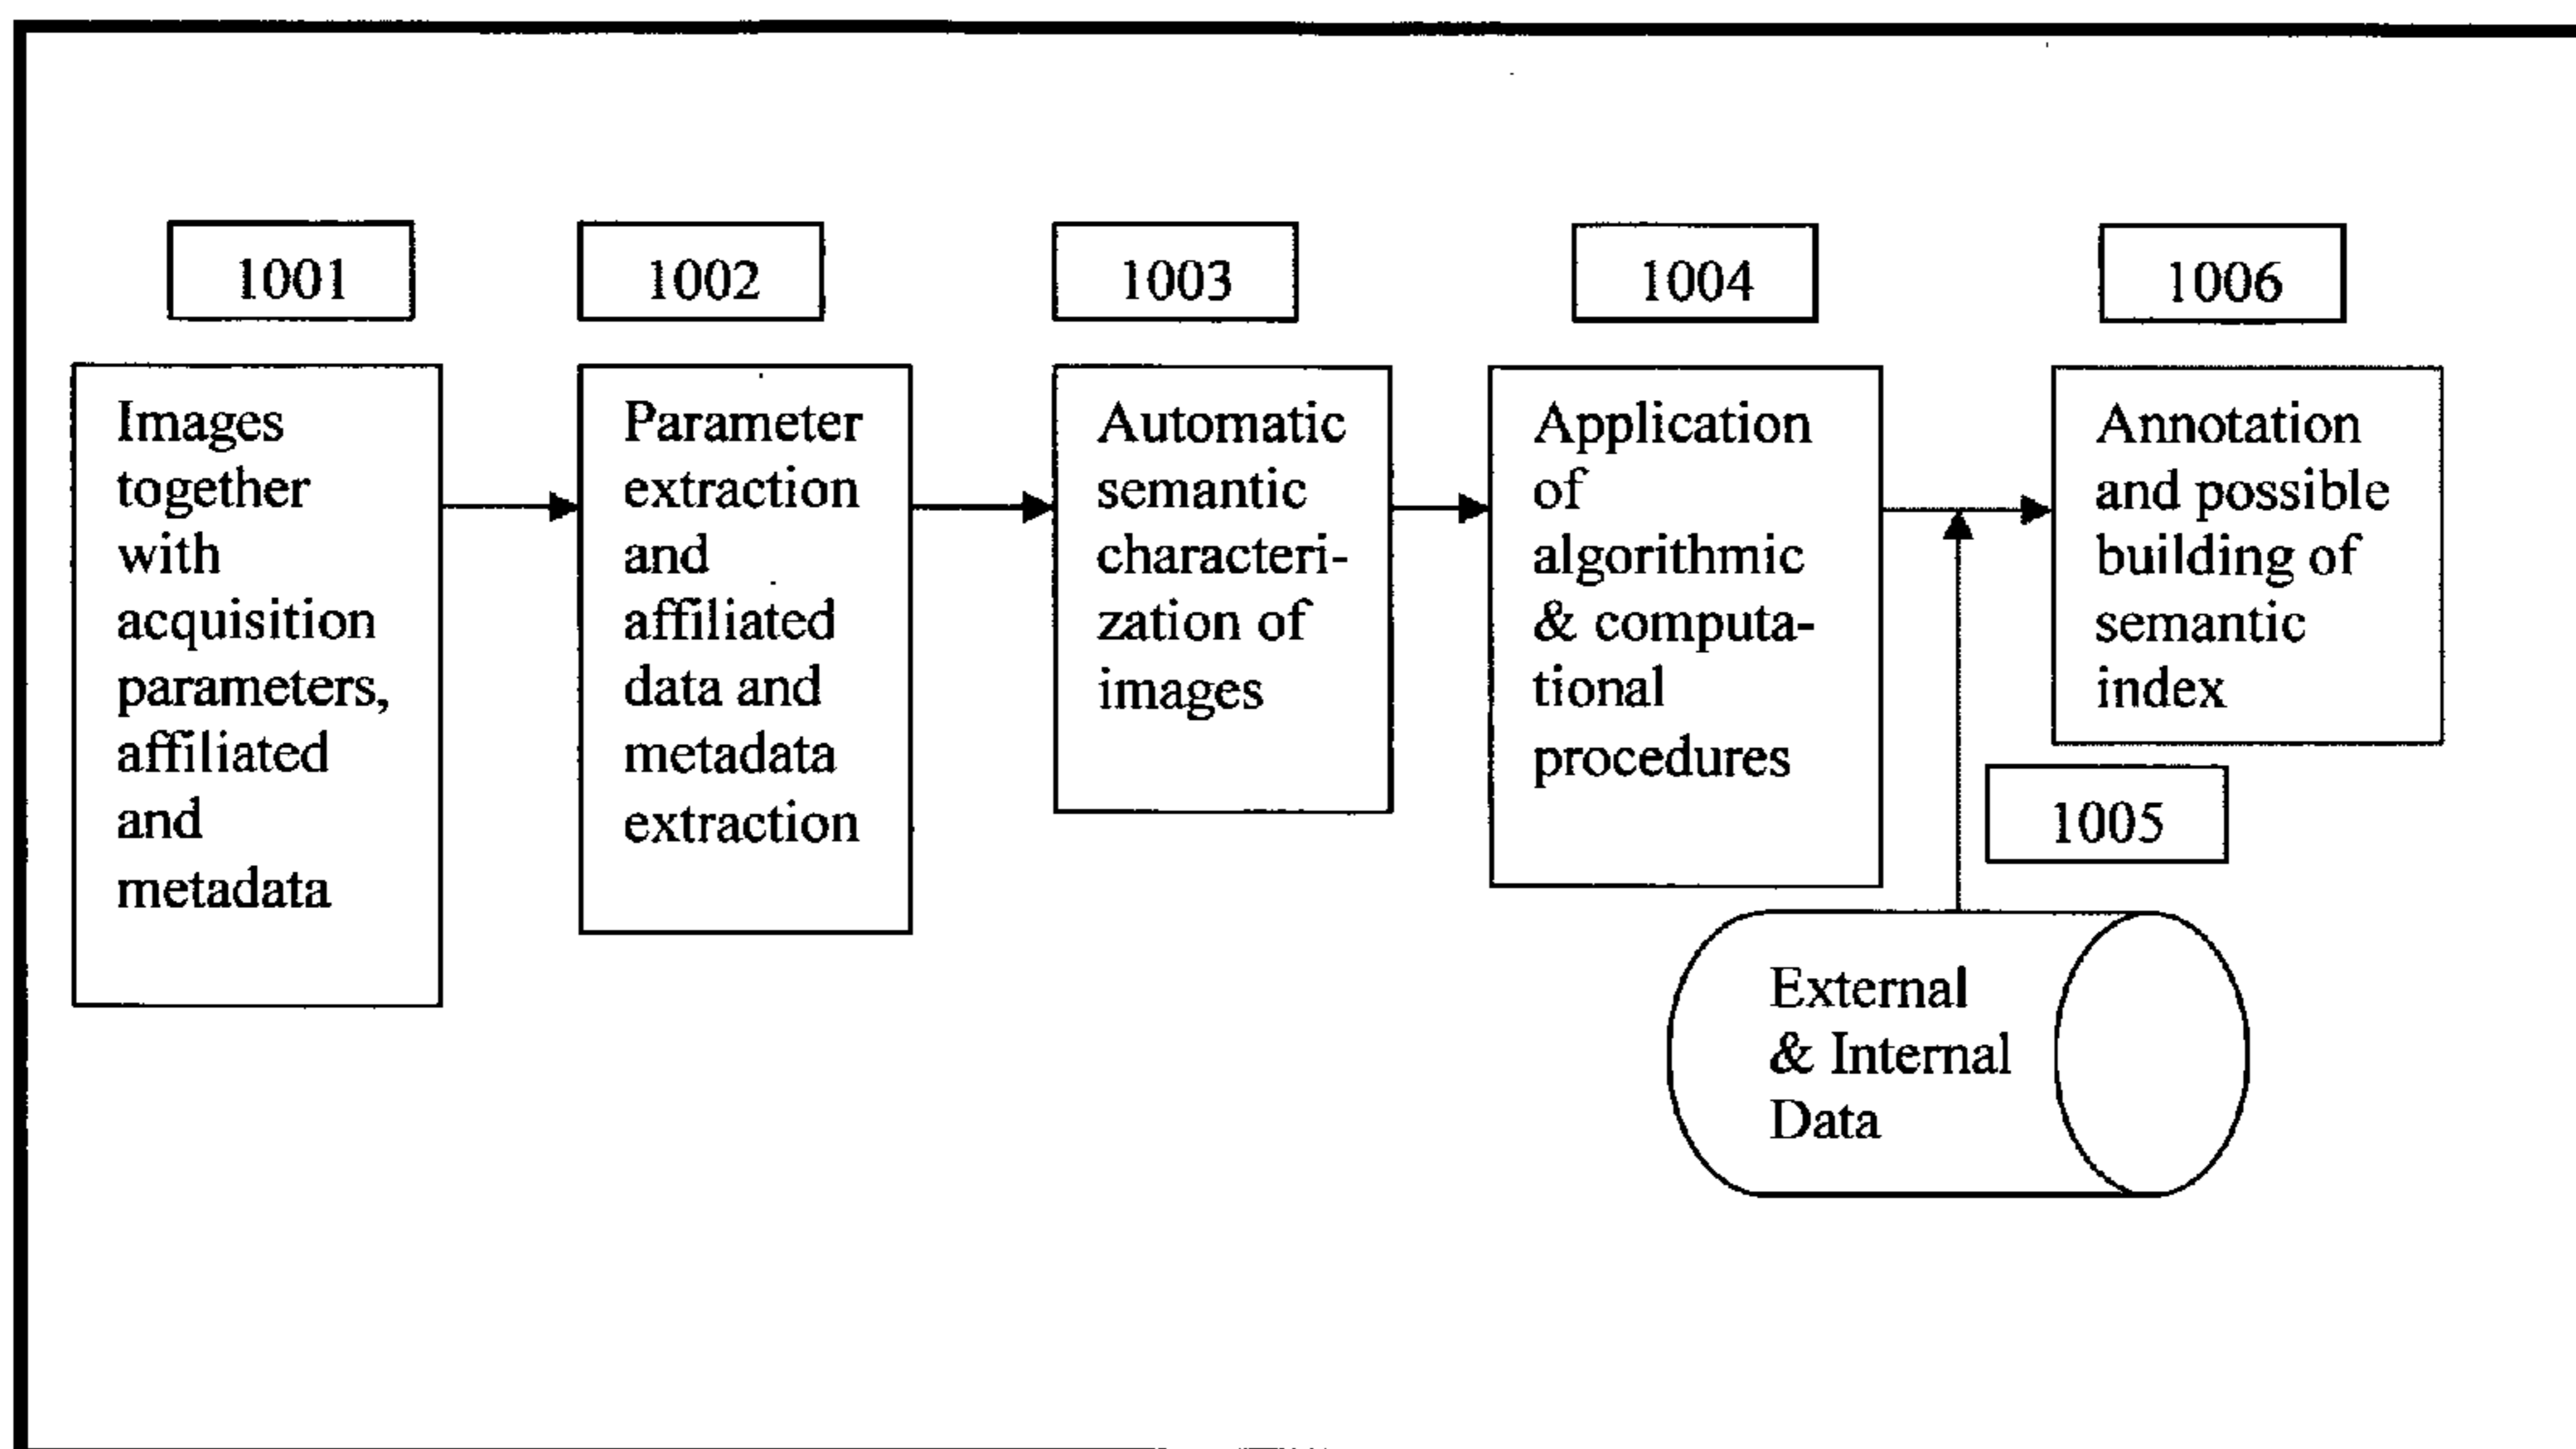 1001
1002
1003
1004
1006
Images
together
with
acquisition
parameters,
affiliated
and
metadata
Parameter
extraction
and
affiliated
data and
metadata
extraction
Automatic
semantic
characteri-
zation of
images
Application
of
algorithmic
& computa-
tional
procedures
Annotation
and possible
building of
semantic
index
1005
External
& Internal
Data